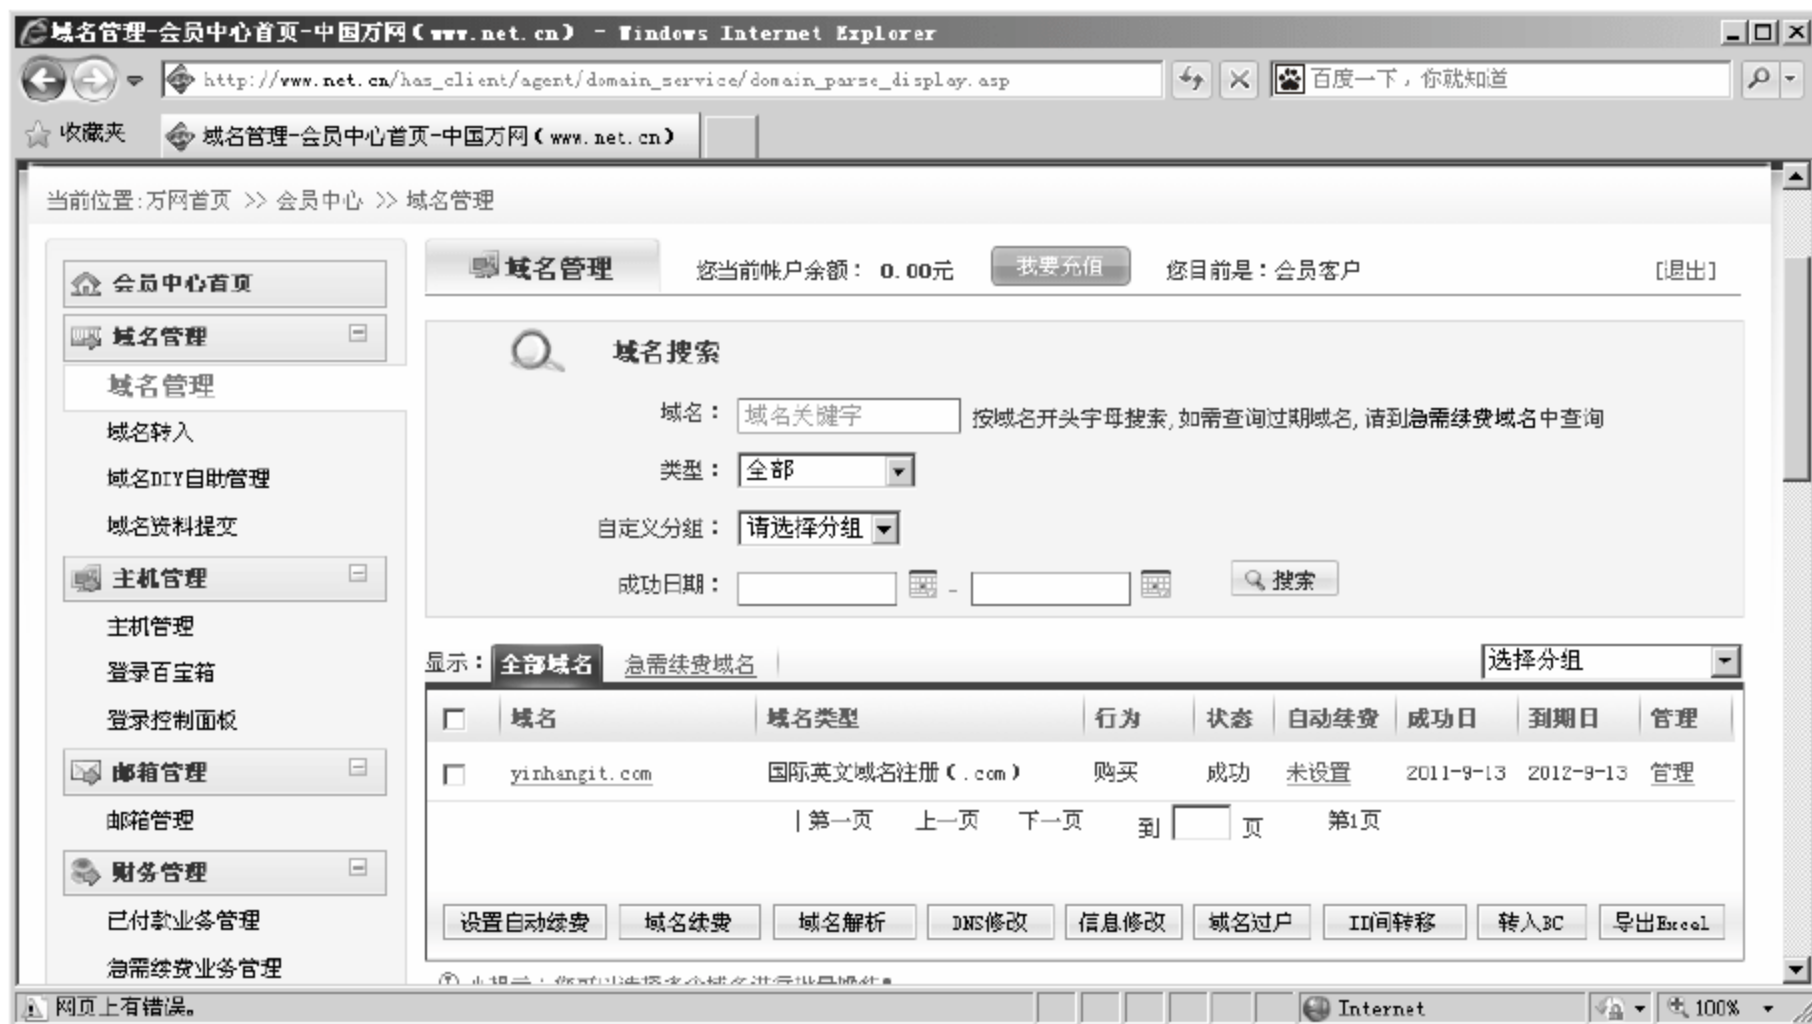 域名管理-会员中心首页-中国万网(www.net.cn) - Windows Internet Explorer
http://www.net.cn/has_client/agent/domain_service/domain_parse_display.asp
百度一下，你就知道
收藏夹
域名管理-会员中心首页-中国万网(www.net.cn)
当前位置:万网首页 >> 会员中心 >> 域名管理
会员中心首页
域名管理
域名管理
域名转入
域名DIY自助管理
域名资料提交
主机管理
主机管理
登录百宝箱
登录控制面板
邮箱管理
邮箱管理
财务管理
已付款业务管理
急需续费业务管理
域名管理 您当前帐户余额：0.00元 我要充值 您目前是：会员客户 [退出]
域名搜索
域名： 域名关键字 按域名开头字母搜索,如需查询过期域名,请到急需续费域名中查询
类型： 全部
自定义分组： 请选择分组
成功日期： - 搜索
显示： 全部域名 急需续费域名 选择分组
域名 域名类型 行为 状态 自动续费 成功日 到期日 管理
yinhangit.com 国际英文域名注册(.com) 购买 成功 未设置 2011-9-13 2012-9-13 管理
|第一页 上一页 下一页 到 页 第1页
设置自动续费 域名续费 域名解析 DNS修改 信息修改 域名过户 ID间转移 转入BC 导出Excel
网页上有错误。 Internet 100%